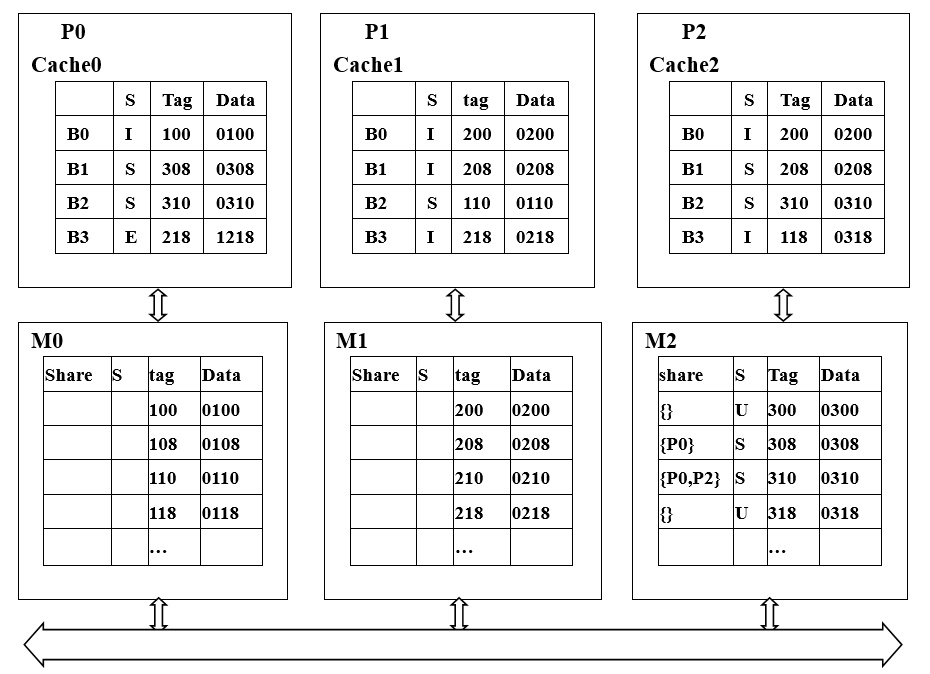 P0
Cache0
S Tag Data
B0 I 100 0100
B1 S 308 0308
B2 S 310 0310
B3 E 218 1218
P1
Cache1
S tag Data
B0 I 200 0200
B1 I 208 0208
B2 S 110 0110
B3 I 218 0218
P2
Cache2
S Tag Data
B0 I 200 0200
B1 S 208 0208
B2 S 310 0310
B3 I 118 0318
M0
Share S tag Data
100 0100
108 0108
110 0110
118 0118
...
M1
Share S tag Data
200 0200
208 0208
210 0210
218 0218
...
M2
share S Tag Data
{} U 300 0300
{P0} S 308 0308
{P0,P2} S 310 0310
{} U 318 0318
...